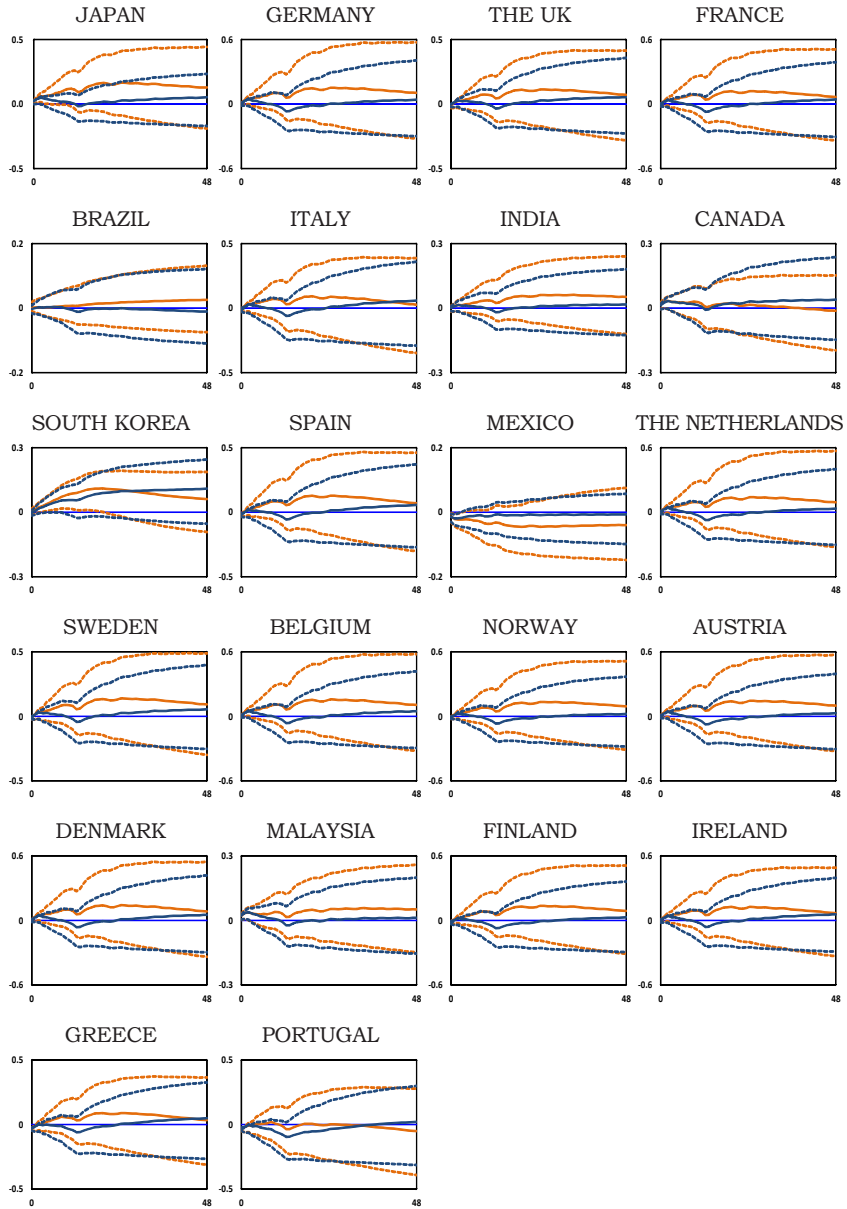 JAPAN GERMANY THE UK FRANCE
0.5 0.6 0.5 0.6
0.0 0 0 0
-0.5 -0.6 -0.5 -0.6
0 48 0 48 0 48 0 48
BRAZIL ITALY INDIA CANADA
0.2 0.5 0.3 0.3
0 0 0 0
-0.2 -0.5 -0.3 -0.3
0 48 0 48 0 48 0 48
SOUTH KOREA SPAIN MEXICO THE NETHERLANDS
0.3 0.5 0.2 0.6
0 0 0 0
-0.3 -0.5 -0.2 -0.6
0 48 0 48 0 48 0 48
SWEDEN BELGIUM NORWAY AUSTRIA
0.5 0.6 0.6 0.6
0 0 0 0
-0.5 -0.6 -0.6 -0.6
0 48 0 48 0 48 0 48
DENMARK MALAYSIA FINLAND IRELAND
0.6 0.3 0.6 0.6
0 0 0 0
-0.6 -0.3 -0.6 -0.6
0 48 0 48 0 48 0 48
GREECE PORTUGAL
0.5 0.5
0 0
-0.5 -0.5
0 48 0 48